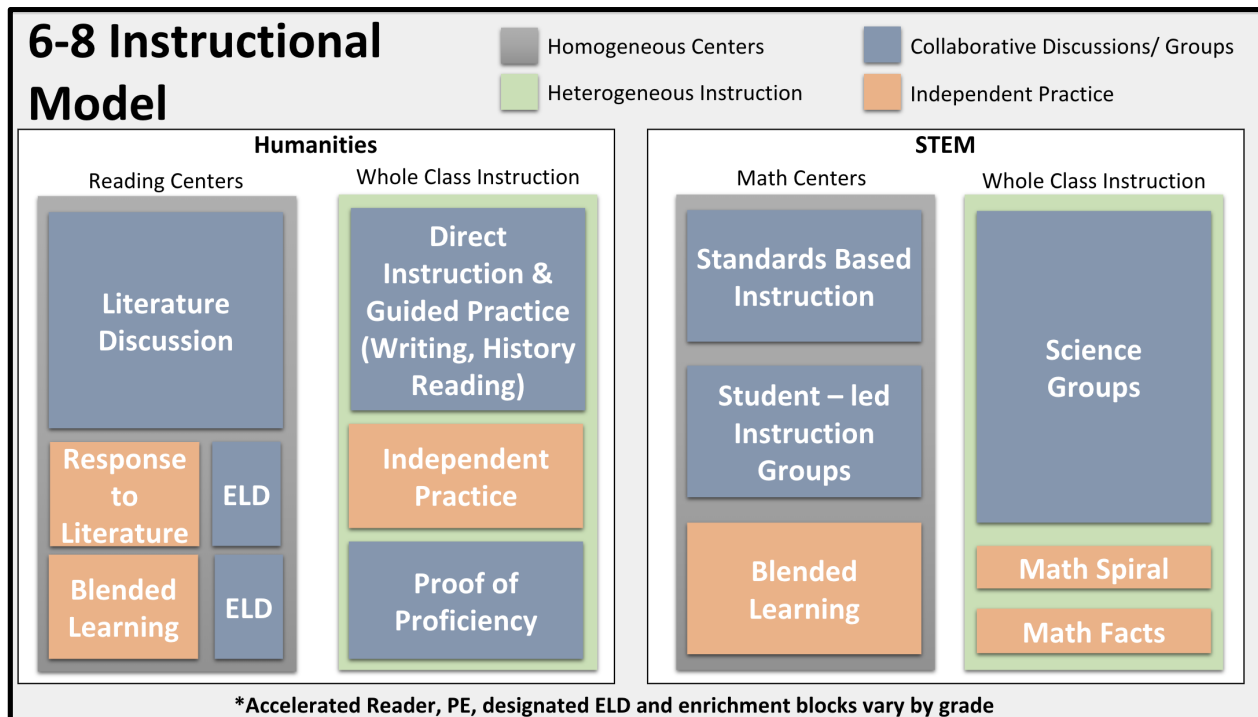 6-8 Instructional
Model
Homogeneous Centers
Heterogeneous Instruction
Collaborative Discussions/ Groups
Independent Practice
Humanities
Reading Centers
Literature
Discussion
Response
to
Literature
ELD
Blended
Learning
ELD
Whole Class Instruction
Direct
Instruction &
Guided Practice
(Writing, History
Reading)
Independent
Practice
Proof of
Proficiency
STEM
Math Centers
Standards Based
Instruction
Student – led
Instruction
Groups
Blended
Learning
Whole Class Instruction
Science
Groups
Math Spiral
Math Facts
*Accelerated Reader, PE, designated ELD and enrichment blocks vary by grade